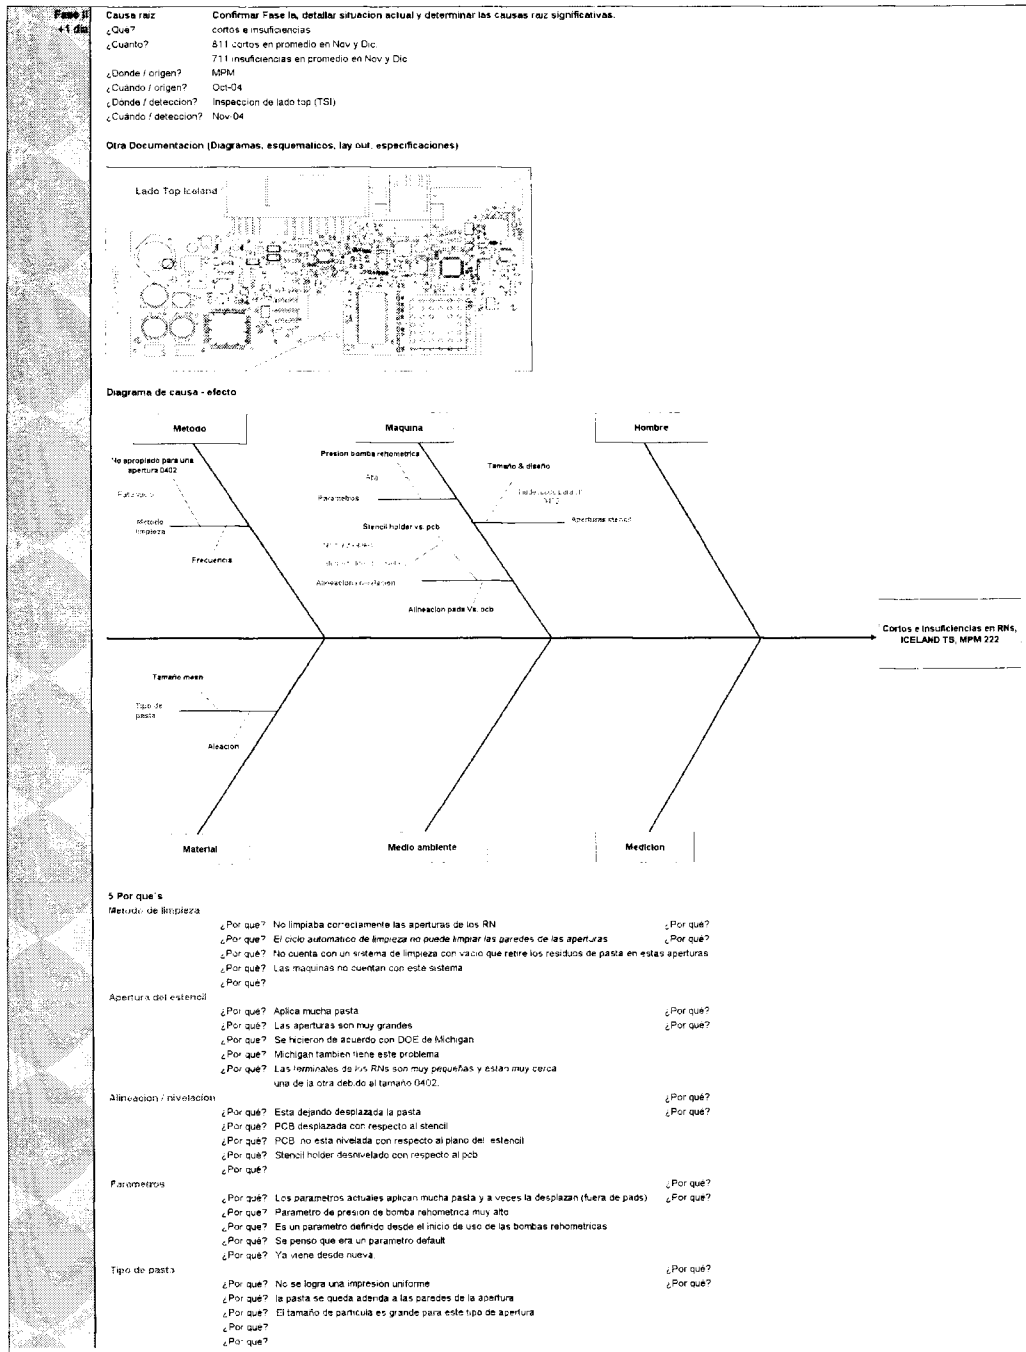 Fase II
+1 dia
Causa raiz Confirmar Fase Ia, detallar situacion actual y determinar las causas raiz significativas.
¿Que? cortos e insuficiencias
¿Cuanto? 811 cortos en promedio en Nov y Dic.
711 insuficiencias en promedio en Nov y Dic
¿Donde / origen? MPM
¿Cuándo / origen? Oct-04
¿Donde / deteccion? Inspeccion de lado top (TSI)
¿Cuándo / deteccion? Nov-04
Otra Documentacion (Diagramas, esquematicos, lay out, especificaciones)
Lado Top Iceland
Diagrama de causa - efecto
Metodo Maquina Hombre
No apropiado para una
apertura 0402
Metodo
limpieza
Frecuencia
Presion bomba rehometrica
Alta
Parametros
Tamaño & diseño
Aperturas stencil
Stencil holder vs. pcb
Alineacion / nivelacion
Alineacion pads Vs. pcb
Cortos e Insuficiencias en RNs,
ICELAND TS, MPM 222
Tamaño mesh
Tipo de
pasta
Aleacion
Material Medio ambiente Medicion
5 Por que's
Metodo de limpieza
¿Por que? No limpiaba correctamente las aperturas de los RN ¿Por qué?
¿Por que? El ciclo automatico de limpieza no puede limpiar las paredes de las aperturas ¿Por qué?
¿Por qué? No cuenta con un sistema de limpieza con vacio que retire los residuos de pasta en estas aperturas
¿Por qué? Las maquinas no cuentan con este sistema
¿Por qué?
Apertura del estencil
¿Por qué? Aplica mucha pasta ¿Por qué?
¿Por qué? Las aperturas son muy grandes ¿Por qué?
¿Por qué? Se hicieron de acuerdo con DOE de Michigan
¿Por qué? Michigan tambien tiene este problema
¿Por qué? Las terminales de los RNs son muy pequeñas y estan muy cerca
una de la otra debido al tamaño 0402.
Alineacion / nivelacion ¿Por qué?
¿Por qué? Esta dejando desplazada la pasta ¿Por qué?
¿Por qué? PCB desplazada con respecto al stencil
¿Por qué? PCB no esta nivelada con respecto al plano del estencil
¿Por qué? Stencil holder desnivelado con respecto al pcb
¿Por qué?
Parametros ¿Por qué?
¿Por qué? Los parametros actuales aplican mucha pasta y a veces la desplazan (fuera de pads) ¿Por qué?
¿Por qué? Parametro de presion de bomba rehometrica muy alto
¿Por qué? Es un parametro definido desde el inicio de uso de las bombas rehometricas
¿Por qué? Se penso que era un parametro default
¿Por qué? Ya viene desde nueva.
Tipo de pasta ¿Por qué?
¿Por qué? No se logra una impresion uniforme ¿Por qué?
¿Por qué? la pasta se queda aderida a las paredes de la apertura
¿Por qué? El tamaño de particula es grande para este tipo de apertura
¿Por que?
¿Por que?